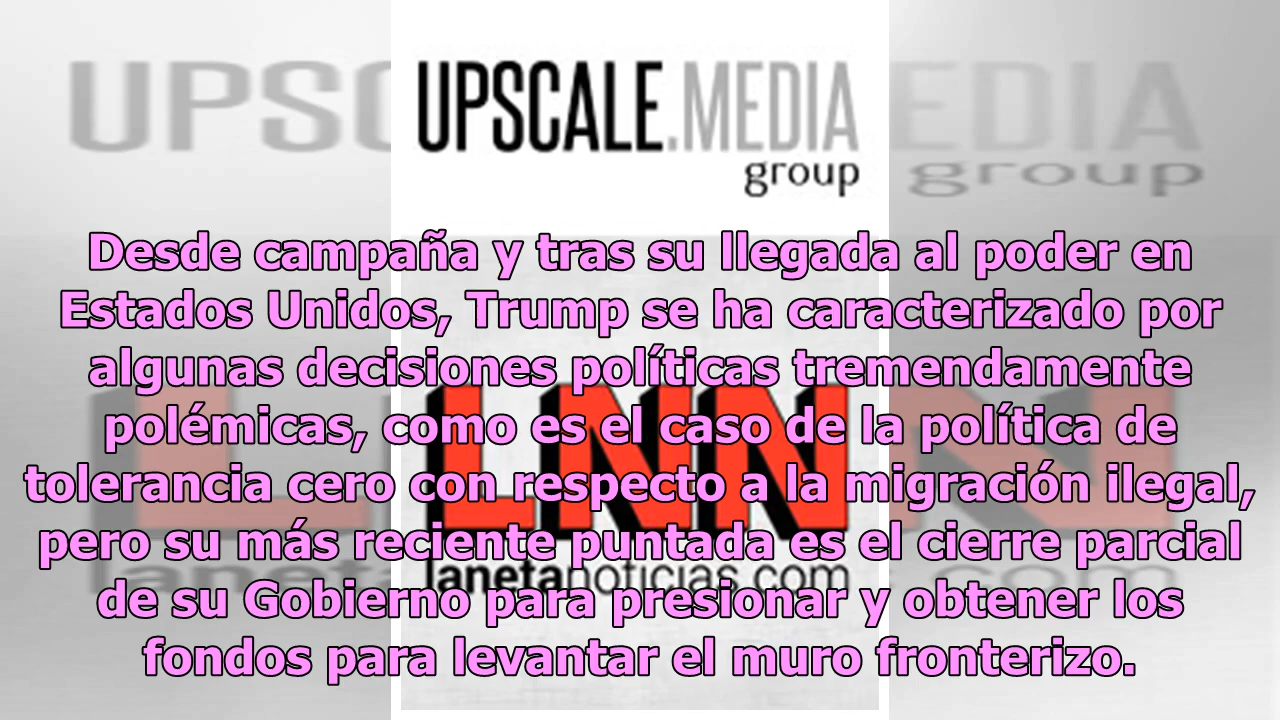 UPSCALE.MEDIA
group
Desde campaña y tras su llegada al poder en
Estados Unidos, Trump se ha caracterizado por
algunas decisiones políticas tremendamente
polémicas, como es el caso de la política de
tolerancia cero con respecto a la migración ilegal,
pero su más reciente puntada es el cierre parcial
de su Gobierno para presionar y obtener los
fondos para levantar el muro fronterizo.
LNN
lanetanoticias.com